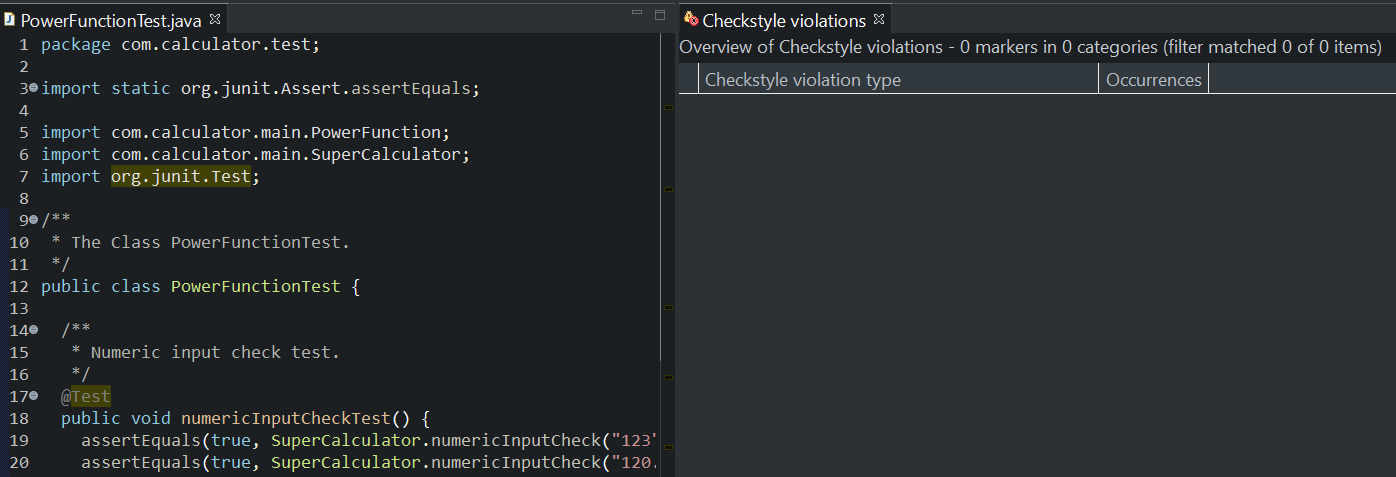 PowerFunctionTest.java
1 package com.calculator.test;
2
3 import static org.junit.Assert.assertEquals;
4
5 import com.calculator.main.PowerFunction;
6 import com.calculator.main.SuperCalculator;
7 import org.junit.Test;
8
9 /**
10 * The Class PowerFunctionTest.
11 */
12 public class PowerFunctionTest {
13
14 /**
15 * Numeric input check test.
16 */
17 @Test
18 public void numericInputCheckTest() {
19 assertEquals(true, SuperCalculator.numericInputCheck("123"
20 assertEquals(true, SuperCalculator.numericInputCheck("120.
Checkstyle violations
Overview of Checkstyle violations - 0 markers in 0 categories (filter matched 0 of 0 items)
Checkstyle violation type Occurrences